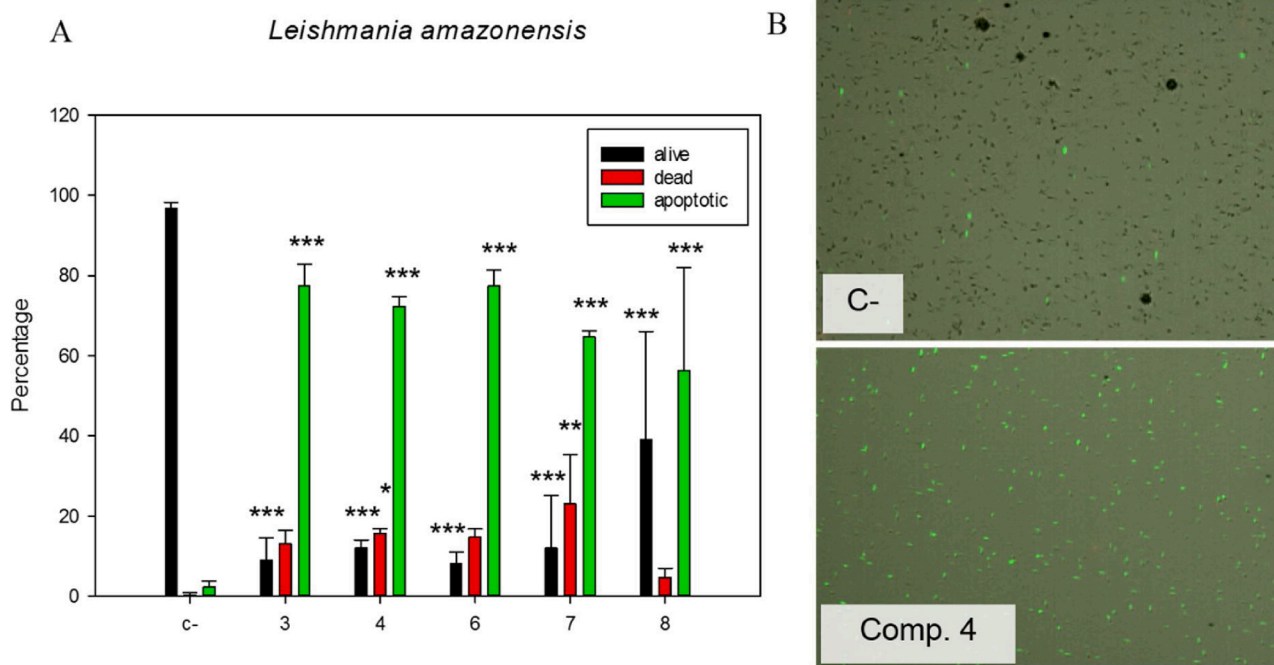 A
Leishmania amazonensis
B
120
100
80
60
40
20
0
Percentage
alive
dead
apoptotic
***
***
***
***
***
***
***
*
***
***
**
***
c-
3
4
6
7
8
C-
Comp. 4